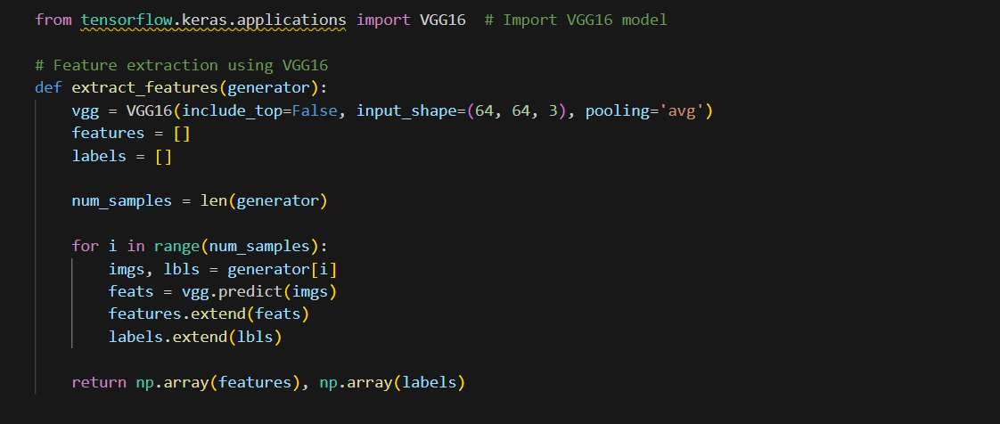 from tensorflow.keras.applications import VGG16  # Import VGG16 model

# Feature extraction using VGG16
def extract_features(generator):
    vgg = VGG16(include_top=False, input_shape=(64, 64, 3), pooling='avg')
    features = []
    labels = []

    num_samples = len(generator)

    for i in range(num_samples):
        imgs, lbls = generator[i]
        feats = vgg.predict(imgs)
        features.extend(feats)
        labels.extend(lbls)

    return np.array(features), np.array(labels)